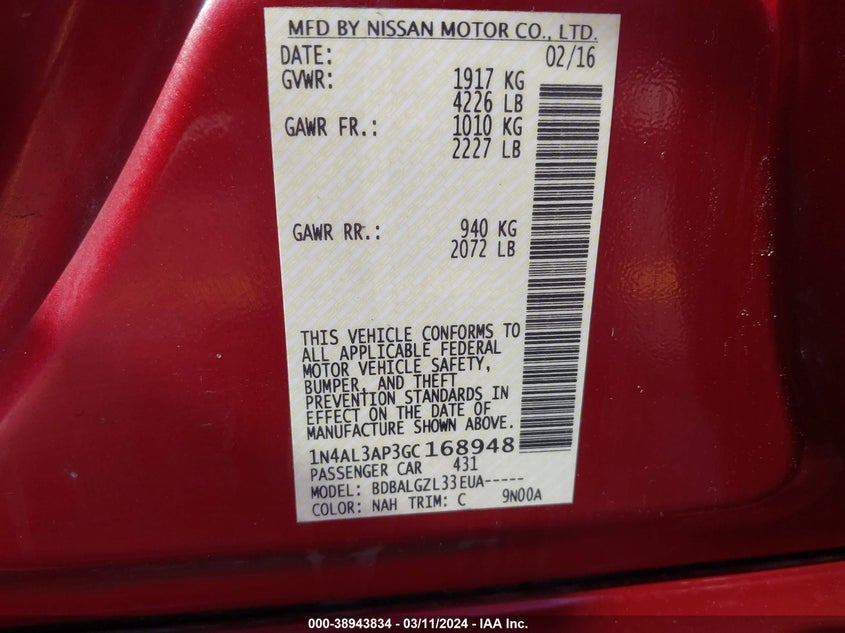 MFD BY NISSAN MOTOR CO., LTD.
DATE: 02/16
GVWR: 1917 KG
4226 LB
GAWR FR.: 1010 KG
2227 LB
GAWR RR.: 940 KG
2072 LB
THIS VEHICLE CONFORMS TO
ALL APPLICABLE FEDERAL
MOTOR VEHICLE SAFETY,
BUMPER, AND THEFT
PREVENTION STANDARDS IN
EFFECT ON THE DATE OF
MANUFACTURE SHOWN ABOVE.
1N4AL3AP3GC168948
PASSENGER CAR 431
MODEL: BDBALGZL33EUA-----
COLOR: NAH TRIM: C 9N00A
000-38943834 - 03/11/2024 - IAA Inc.